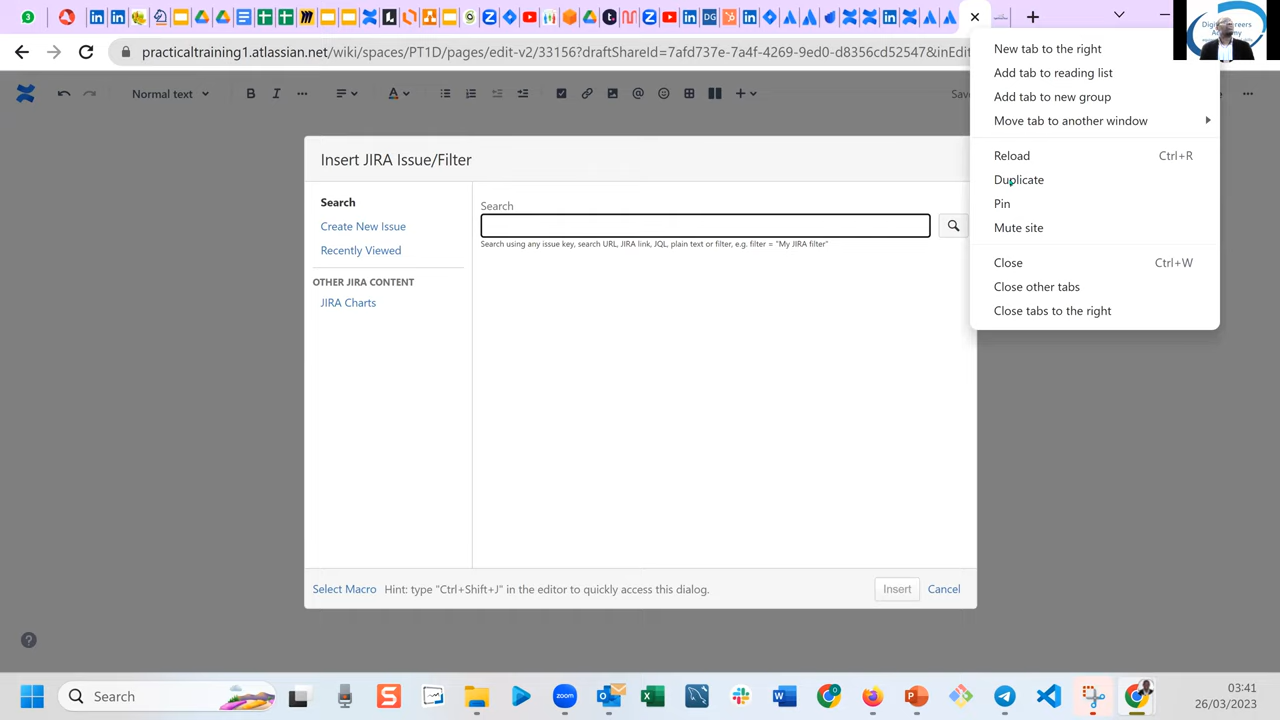 practicaltraining1.atlassian.net/wiki/spaces/PT1D/pages/edit-v2/33156?draftShareId=7afd737e-7a4f-4269-9ed0-d8356cd52547&inEdit
Normal text
B
I
New tab to the right
Add tab to reading list
Add tab to new group
Move tab to another window
Reload Ctrl+R
Duplicate
Pin
Mute site
Close Ctrl+W
Close other tabs
Close tabs to the right
Insert JIRA Issue/Filter
Search
Create New Issue
Recently Viewed
OTHER JIRA CONTENT
JIRA Charts
Search
Search using any issue key, search URL, JIRA link, JQL, plain text or filter, e.g. filter = "My JIRA filter"
Select Macro Hint: type "Ctrl+Shift+J" in the editor to quickly access this dialog.
Insert Cancel
Search
zoom
03:41
26/03/2023